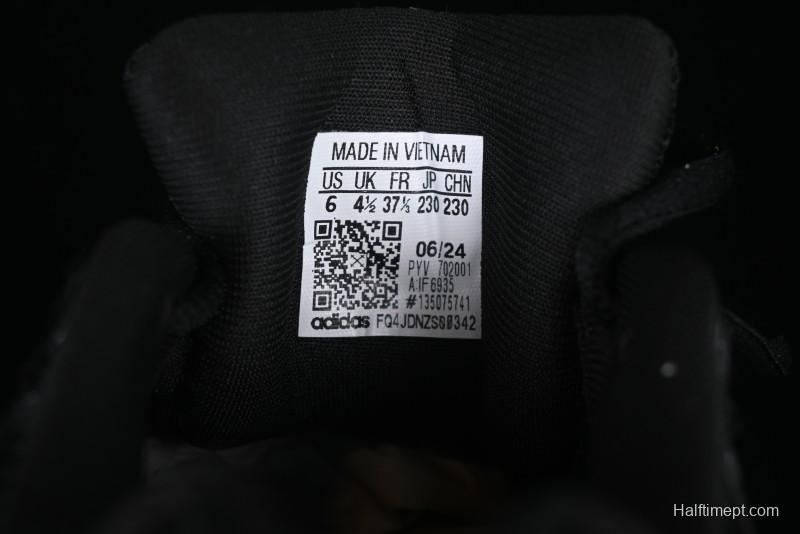 MADE IN VIETNAM
US UK FR JP CHN
6 4½ 37⅓ 230 230
06/24
PYV 702001
A:IF6935
#135075741
adidas FQ4JDNZS60342
Halftimept.com